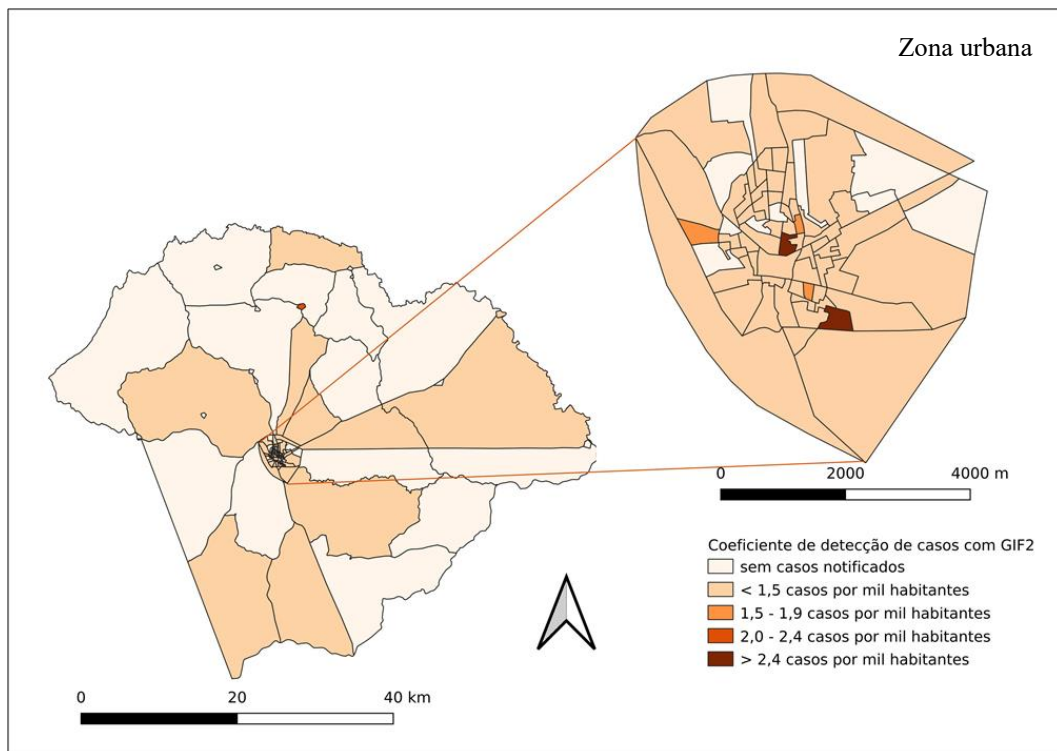 Zona urbana
0 2000 4000 m
Coeficiente de detecção de casos com GIF2
sem casos notificados
< 1,5 casos por mil habitantes
1,5 - 1,9 casos por mil habitantes
2,0 - 2,4 casos por mil habitantes
> 2,4 casos por mil habitantes
0 20 40 km